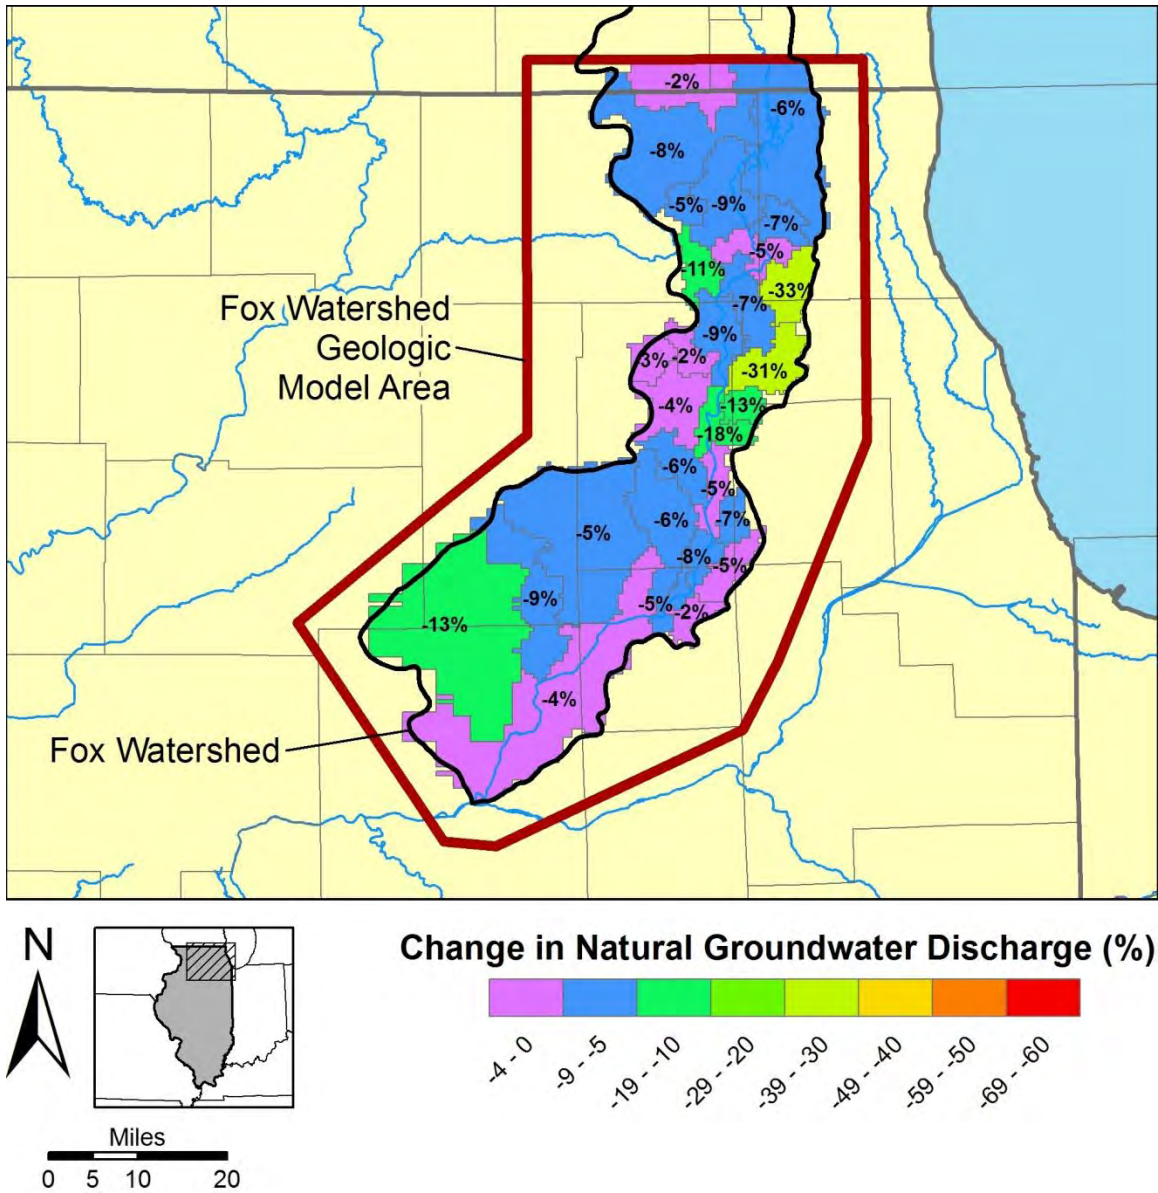 -2%
-6%
-8%
-5%
-9%
-7%
-5%
-11%
-33%
-7%
-9%
-3%
-2%
-31%
-4%
-13%
-18%
-6%
-5%
-6%
-7%
-5%
-8%
-5%
-9%
-5%
-2%
-13%
-4%
Fox Watershed
Geologic
Model Area
Fox Watershed
N
Change in Natural Groundwater Discharge (%)
-4 - 0
-9 - -5
-19 - -10
-29 - -20
-39 - -30
-49 - -40
-59 - -50
-69 - -60
Miles
0 5 10 20